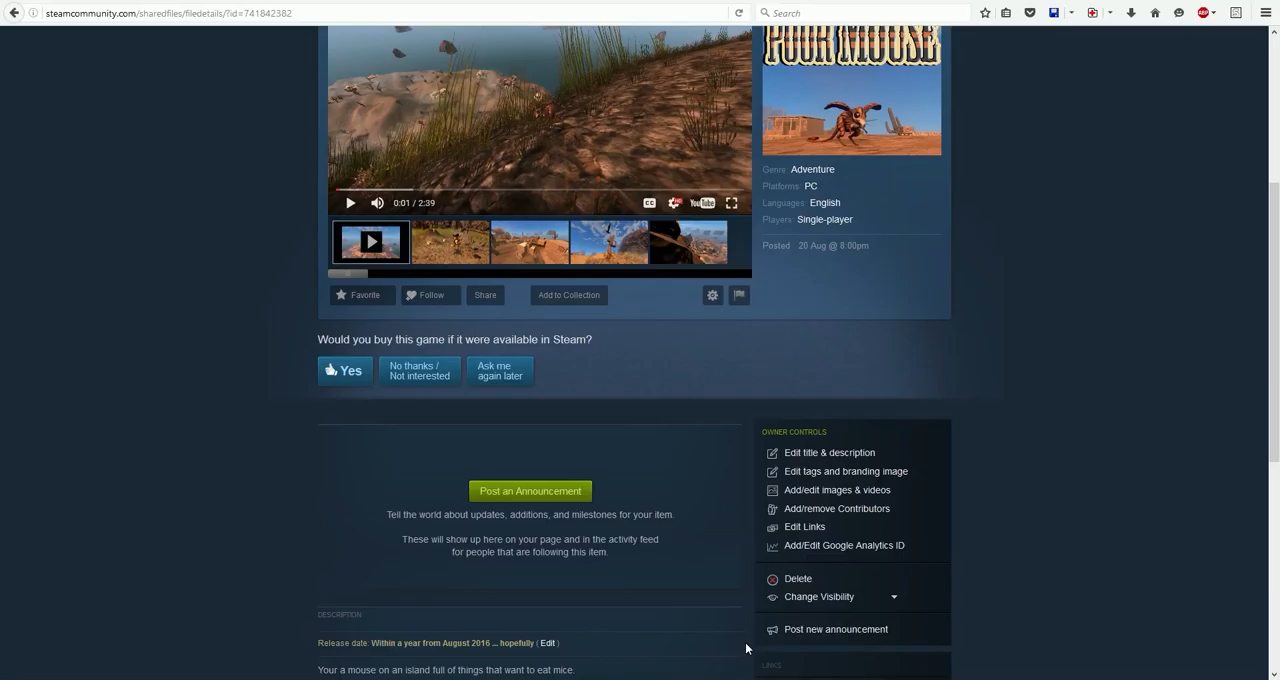 steamcommunity.com/sharedfiles/filedetails/?id=741842382
Search
POOR MOUSE
Genre: Adventure
Platforms: PC
Languages: English
Players: Single-player
Posted 20 Aug @ 8:00pm
0:01 / 2:39
CC
HD
YouTube
Favorite
Follow
Share
Add to Collection
Would you buy this game if it were available in Steam?
Yes
No thanks /
Not interested
Ask me
again later
Post an Announcement
Tell the world about updates, additions, and milestones for your item.
These will show up here on your page and in the activity feed
for people that are following this item.
OWNER CONTROLS
Edit title & description
Edit tags and branding image
Add/edit images & videos
Add/remove Contributors
Edit Links
Add/Edit Google Analytics ID
Delete
Change Visibility
Post new announcement
LINKS
DESCRIPTION
Release date: Within a year from August 2016 ... hopefully ( Edit )
Your a mouse on an island full of things that want to eat mice.